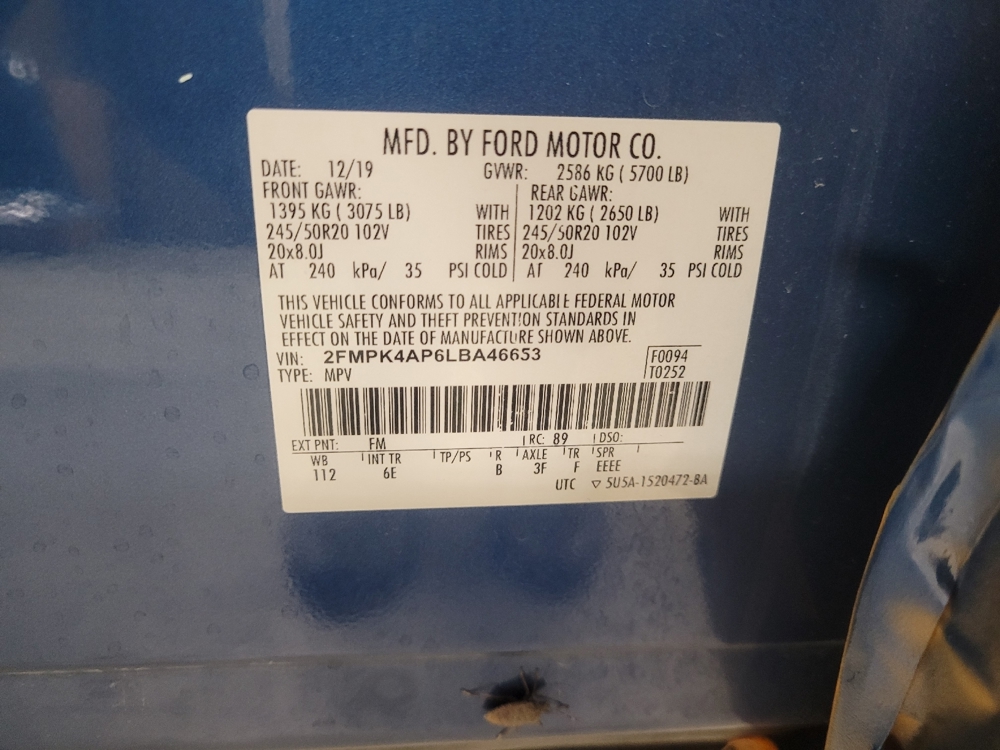 MFD. BY FORD MOTOR CO.
DATE: 12/19 GVWR: 2586 KG ( 5700 LB)
FRONT GAWR: REAR GAWR:
1395 KG ( 3075 LB) WITH 1202 KG ( 2650 LB) WITH
245/50R20 102V TIRES 245/50R20 102V TIRES
20x8.0J RIMS 20x8.0J RIMS
AT 240 kPa/ 35 PSI COLD AT 240 kPa/ 35 PSI COLD
THIS VEHICLE CONFORMS TO ALL APPLICABLE FEDERAL MOTOR
VEHICLE SAFETY AND THEFT PREVENTION STANDARDS IN
EFFECT ON THE DATE OF MANUFACTURE SHOWN ABOVE.
VIN: 2FMPK4AP6LBA46653 F0094
TYPE: MPV T0252
EXT PNT: FM RC: 89 DSO:
WB INT TR TP/PS R AXLE TR SPR
112 6E B 3F F EEEE
UTC ▽ 5U5A-1520472-BA